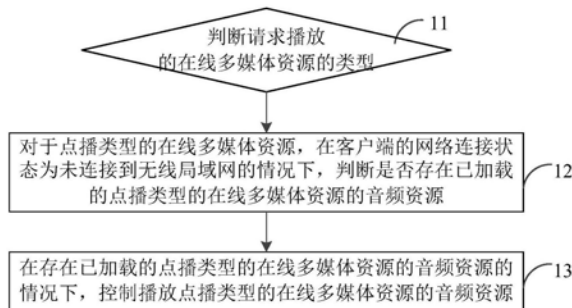 判断请求播放
的在线多媒体资源的类型
11
对于点播类型的在线多媒体资源，在客户端的网络连接状
态为未连接到无线局域网的情况下，判断是否存在已加载
的点播类型的在线多媒体资源的音频资源
12
在存在已加载的点播类型的在线多媒体资源的音频资源的
情况下，控制播放点播类型的在线多媒体资源的音频资源
13